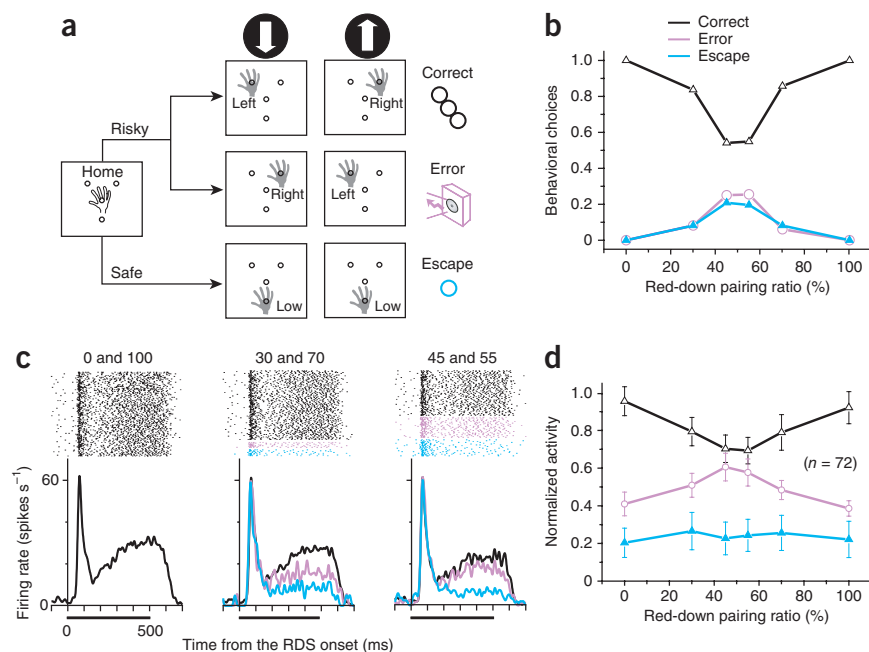 a
Correct
Left
Right
Risky
Home
Error
Right
Left
Safe
Escape
Low
Low
b
Correct
Error
Escape
1.0
0.8
0.6
0.4
0.2
0
Behavioral choices
0 20 40 60 80 100
Red-down pairing ratio (%)
c
0 and 100
30 and 70
45 and 55
60
0
Firing rate (spikes s⁻¹)
0 500
Time from the RDS onset (ms)
d
1.0
0.8
0.6
0.4
0.2
0
Normalized activity
(n = 72)
0 20 40 60 80 100
Red-down pairing ratio (%)